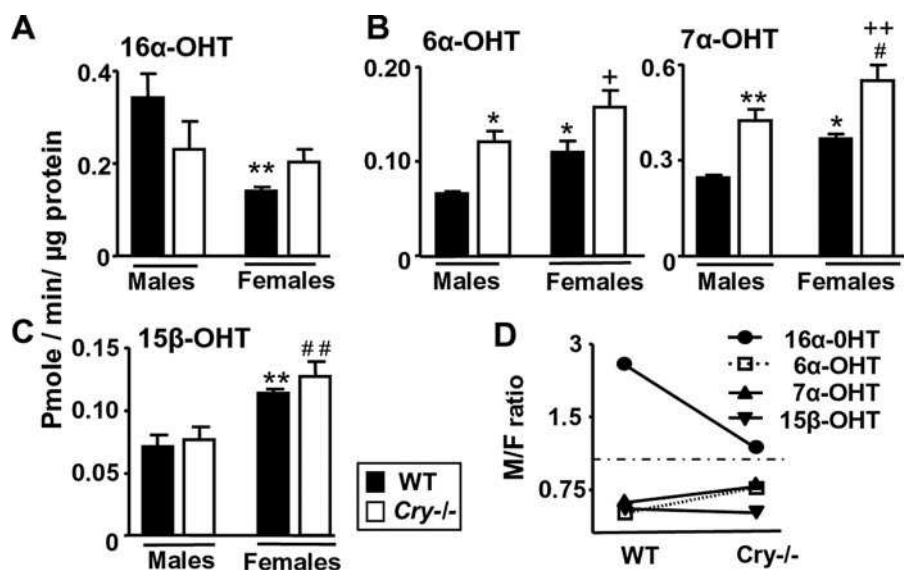 A
16α-OHT
B
6α-OHT
7α-OHT
Pmole / min/ μg protein
0.4
0.2
0
**
Males
Females
0.20
0.10
0
*
*
+
Males
Females
0.6
0.3
0
**
*
++
#
Males
Females
C
15β-OHT
0.15
0.10
0.05
0
**
##
Males
Females
WT
Cry-/-
D
M/F ratio
3
1.5
0.75
WT
Cry-/-
16α-0HT
6α-OHT
7α-OHT
15β-OHT